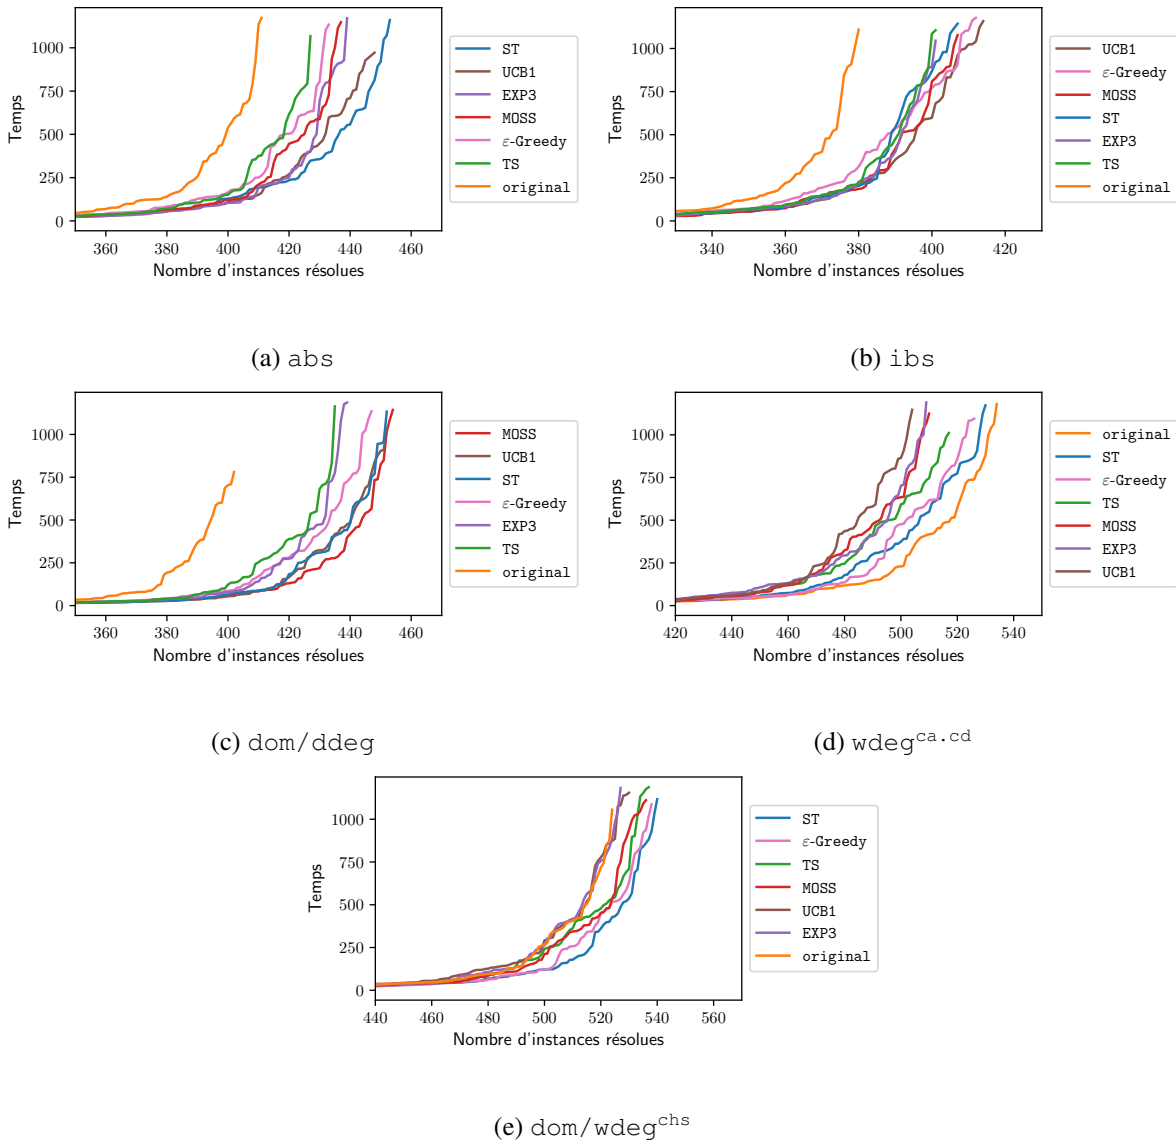 1000
750
500
250
0
Temps
360 380 400 420 440 460
Nombre d'instances résolues
ST
UCB1
EXP3
MOSS
ε-Greedy
TS
original
(a) abs
1000
750
500
250
0
Temps
340 360 380 400 420
Nombre d'instances résolues
UCB1
ε-Greedy
MOSS
ST
EXP3
TS
original
(b) ibs
1000
750
500
250
0
Temps
360 380 400 420 440 460
Nombre d'instances résolues
MOSS
UCB1
ST
ε-Greedy
EXP3
TS
original
(c) dom/ddeg
1000
750
500
250
0
Temps
420 440 460 480 500 520 540
Nombre d'instances résolues
original
ST
ε-Greedy
TS
MOSS
EXP3
UCB1
(d) wdeg^ca.cd
1000
750
500
250
0
Temps
440 460 480 500 520 540 560
Nombre d'instances résolues
ST
ε-Greedy
TS
MOSS
UCB1
EXP3
original
(e) dom/wdeg^chs